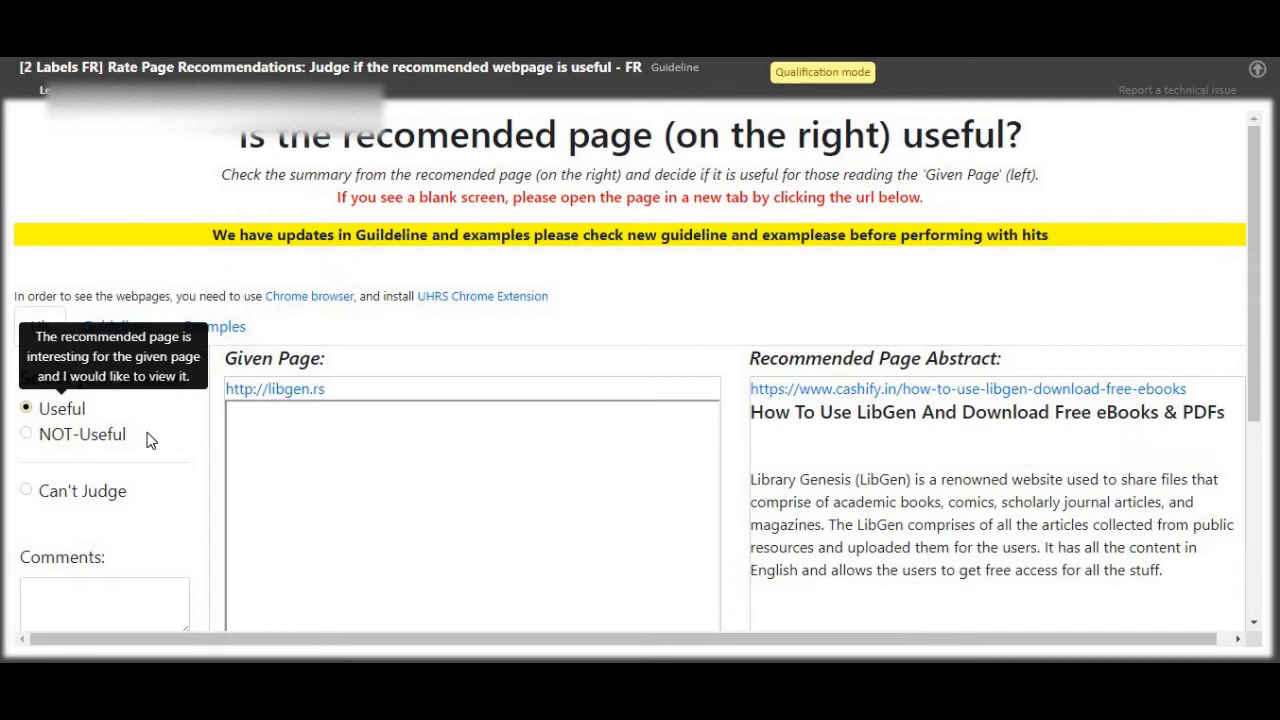 [2 Labels FR] Rate Page Recommendations: Judge if the recommended webpage is useful - FR Guideline
Qualification mode
Report a technical issue
Is the recomended page (on the right) useful?
Check the summary from the recomended page (on the right) and decide if it is useful for those reading the 'Given Page' (left).
If you see a blank screen, please open the page in a new tab by clicking the url below.
We have updates in Guildeline and examples please check new guideline and examplease before performing with hits
In order to see the webpages, you need to use Chrome browser, and install UHRS Chrome Extension
The recommended page is
interesting for the given page
and I would like to view it.
Useful
NOT-Useful
Can't Judge
Comments:
Given Page:
http://libgen.rs
Recommended Page Abstract:
https://www.cashify.in/how-to-use-libgen-download-free-ebooks
How To Use LibGen And Download Free eBooks & PDFs
Library Genesis (LibGen) is a renowned website used to share files that
comprise of academic books, comics, scholarly journal articles, and
magazines. The LibGen comprises of all the articles collected from public
resources and uploaded them for the users. It has all the content in
English and allows the users to get free access for all the stuff.